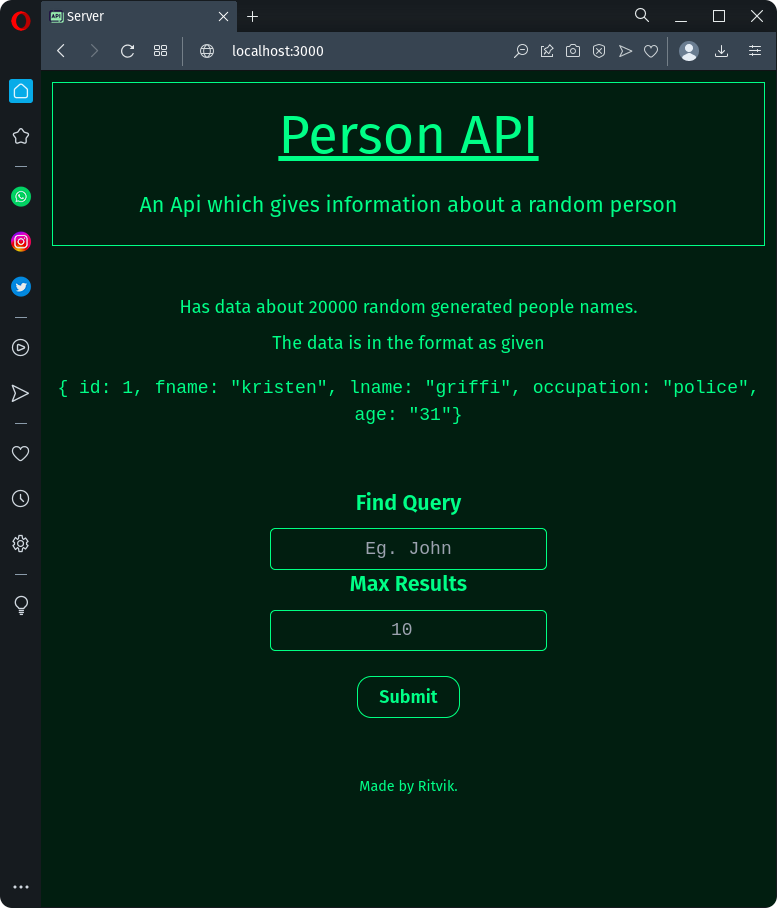 Server
localhost:3000
Person API
An Api which gives information about a random person
Has data about 20000 random generated people names.
The data is in the format as given
{ id: 1, fname: "kristen", lname: "griffi", occupation: "police",
age: "31"}
Find Query
Eg. John
Max Results
10
Submit
Made by Ritvik.